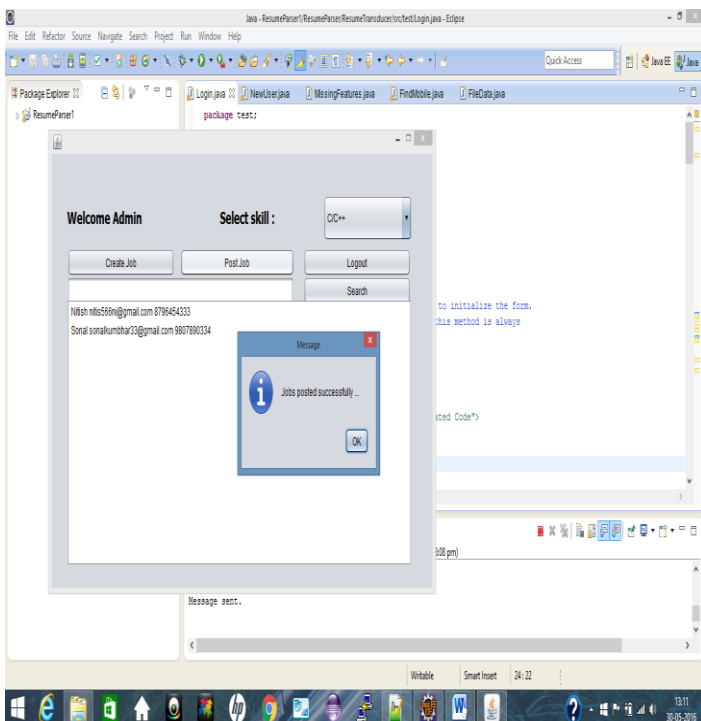 Java - ResumeParser1/ResumeParser/ResumeTransducer/src/test/Login.java - Eclipse
File Edit Refactor Source Navigate Search Project Run Window Help
Quick Access
Java EE Java
Package Explorer
Login.java NewUser.java MissingFeatures.java FindMobile.java FileData.java
ResumeParser1
package test;
Welcome Admin Select skill : C/C++
Create Job Post Job Logout
Search
Nitish nitis566ni@gmail.com 8796454333
Sonal sonalkumbhar33@gmail.com 9807890334
to initialize the form.
this method is always
Message
Jobs posted successfully ...
OK
ated Code">
:08 pm)
Message sent.
Writable Smart Insert 24 : 22
hp
13:11
30-05-2016